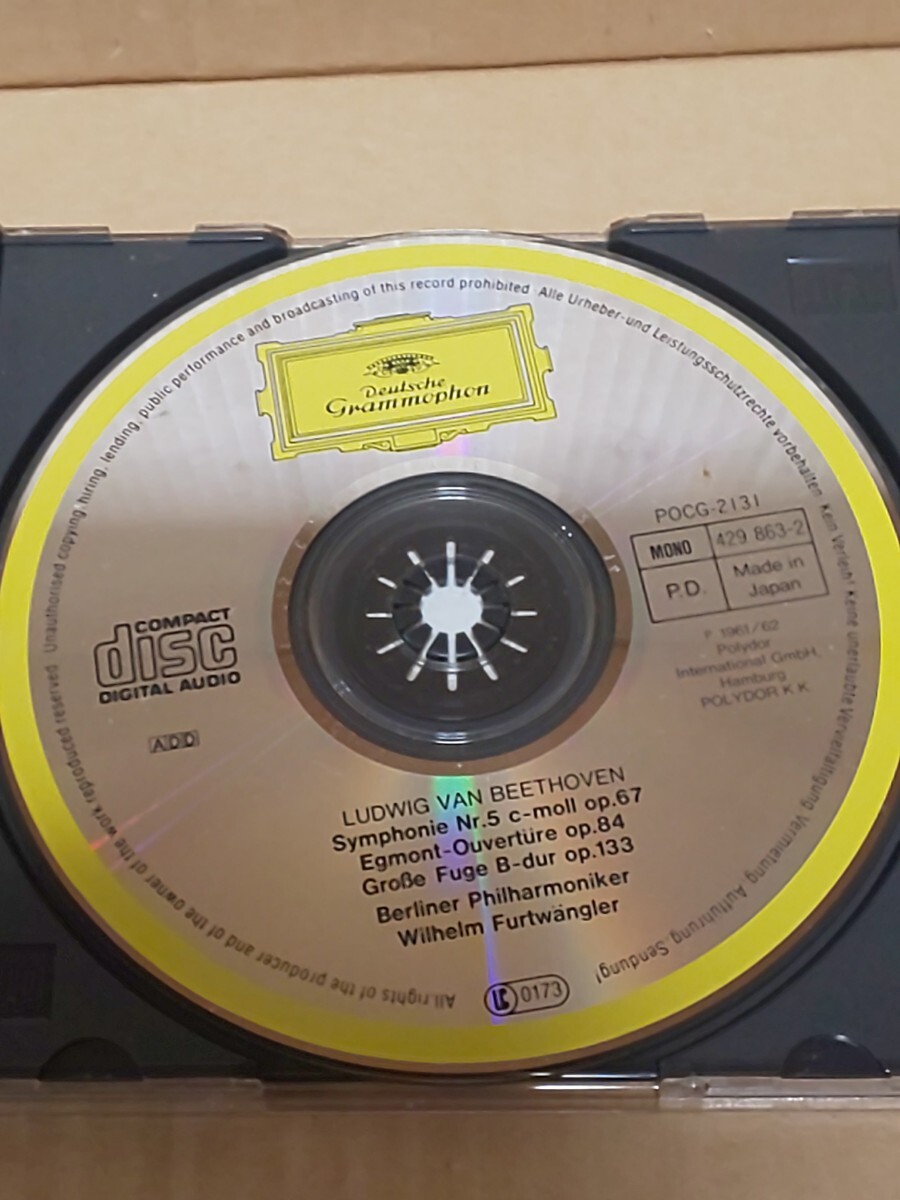 All rights of the producer and of the owner of the work reproduced reserved Unauthorised copying, hiring, lending, public performance and broadcasting of this record prohibited · Alle Urheber- und Leistungsschutzrechte vorbehalten Kein Verleih! Keine unerlaubte Vervielfältigung Vermietung, Aufführung, Sendung!
Deutsche
Grammophon
POCG-2131
MONO 429 863-2
P.D. Made in
Japan
P 1961/62
Polydor
International GmbH,
Hamburg
POLYDOR K.K.
COMPACT
disc
DIGITAL AUDIO
ADD
LUDWIG VAN BEETHOVEN
Symphonie Nr.5 c-moll op.67
Egmont-Ouvertüre op.84
Große Fuge B-dur op.133
Berliner Philharmoniker
Wilhelm Furtwängler
LC 0173